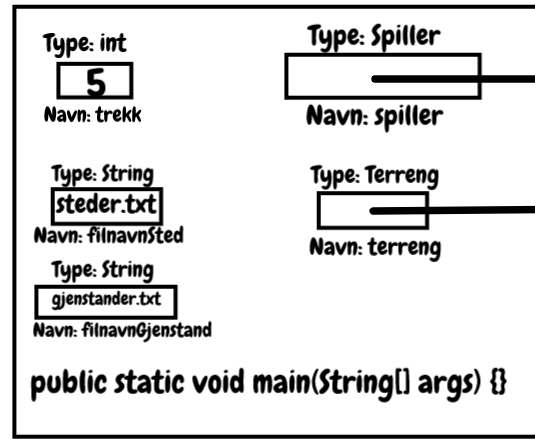 Type: int
5
Navn: trekk
Type: Spiller
Navn: spiller
Type: String
steder.txt
Navn: filnavnSted
Type: Terreng
Navn: terreng
Type: String
gjenstander.txt
Navn: filnavnGjenstand
public static void main(String[] args) {}